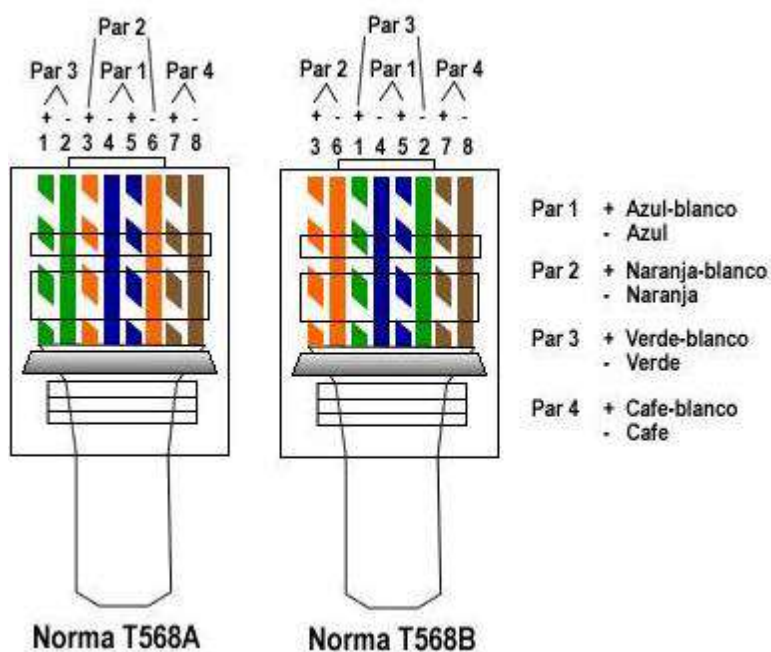 Par 2
Par 3
Par 3 Par 1 Par 4
Par 2 Par 1 Par 4
+ - + - + - + -
+ - + - + - + -
1 2 3 4 5 6 7 8
3 6 1 4 5 2 7 8
Par 1 + Azul-blanco
- Azul
Par 2 + Naranja-blanco
- Naranja
Par 3 + Verde-blanco
- Verde
Par 4 + Cafe-blanco
- Cafe
Norma T568A
Norma T568B